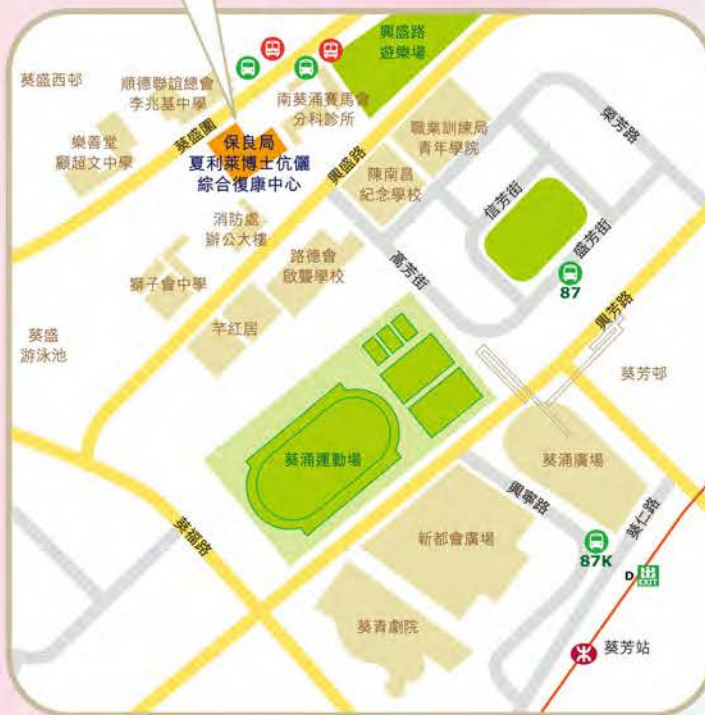 興盛路
遊樂場
葵盛西邨
順德聯誼總會
李兆基中學
南葵涌賽馬會
分科診所
榮芳路
葵盛圍
職業訓練局
青年學院
樂善堂
顧超文中學
保良局
夏利萊博士伉儷
綜合復康中心
興盛路
陳南昌
紀念學校
信芳街
消防處
辦公大樓
盛芳街
路德會
啟聾學校
高芳街
獅子會中學
87
興芳路
芊紅居
葵盛
游泳池
葵芳邨
葵涌運動場
葵涌廣場
興寧路
葵仁路
葵福路
新都會廣場
87K
D
EXIT
葵青劇院
葵芳站